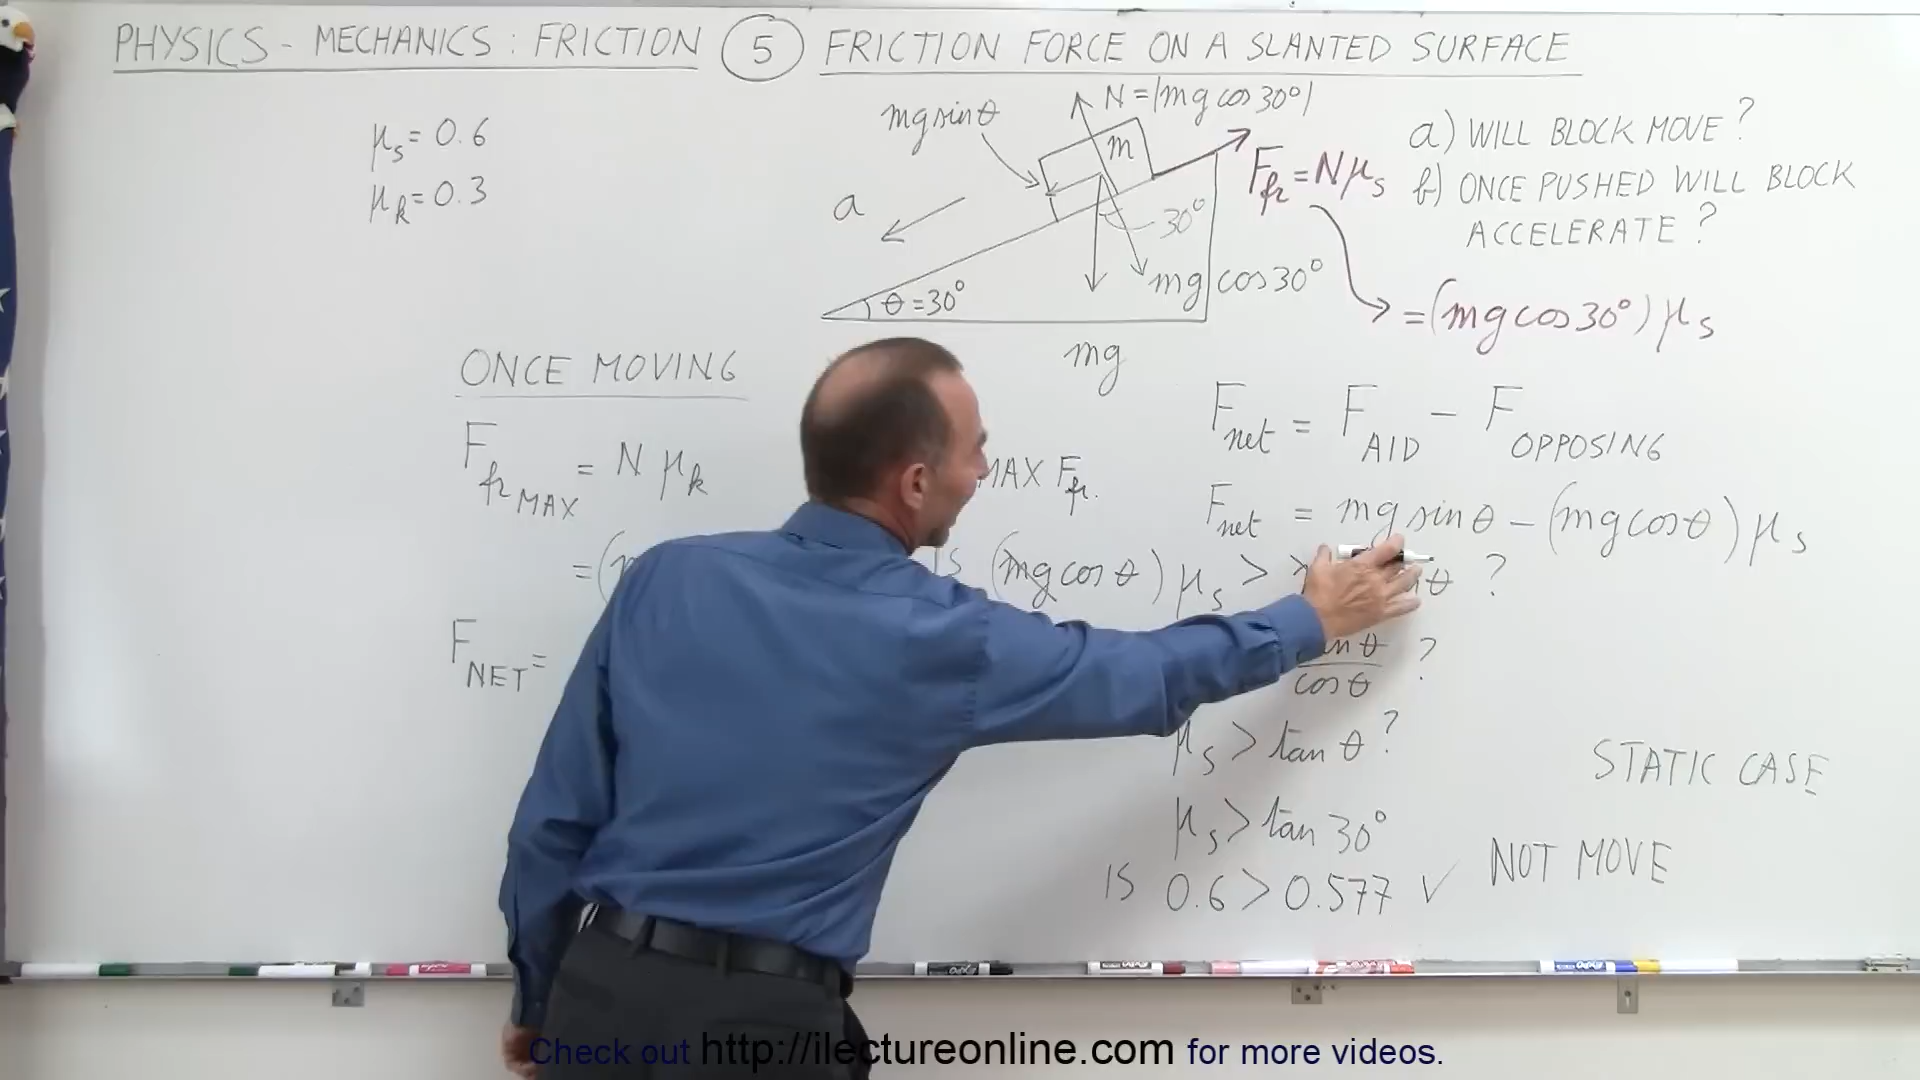 PHYSICS - MECHANICS : FRICTION 5 FRICTION FORCE ON A SLANTED SURFACE
μs = 0.6
μk = 0.3
mg sin θ
N = |mg cos 30°|
m
a
Ffr = N μs
30°
mg cos 30°
θ = 30°
mg
= (mg cos 30°) μs
a) WILL BLOCK MOVE ?
b) ONCE PUSHED WILL BLOCK
ACCELERATE ?
ONCE MOVING
Ffr MAX = N μk
= (
F NET =
MAX Ffr.
Fnet = F AID - F OPPOSING
Fnet = mg sin θ - (mg cos θ) μs
IS (mg cos θ) μs > θ ?
θ / cos θ ?
μs > tan θ ?
μs > tan 30°
IS 0.6 > 0.577 ✓
STATIC CASE
NOT MOVE
Check out http://ilectureonline.com for more videos.